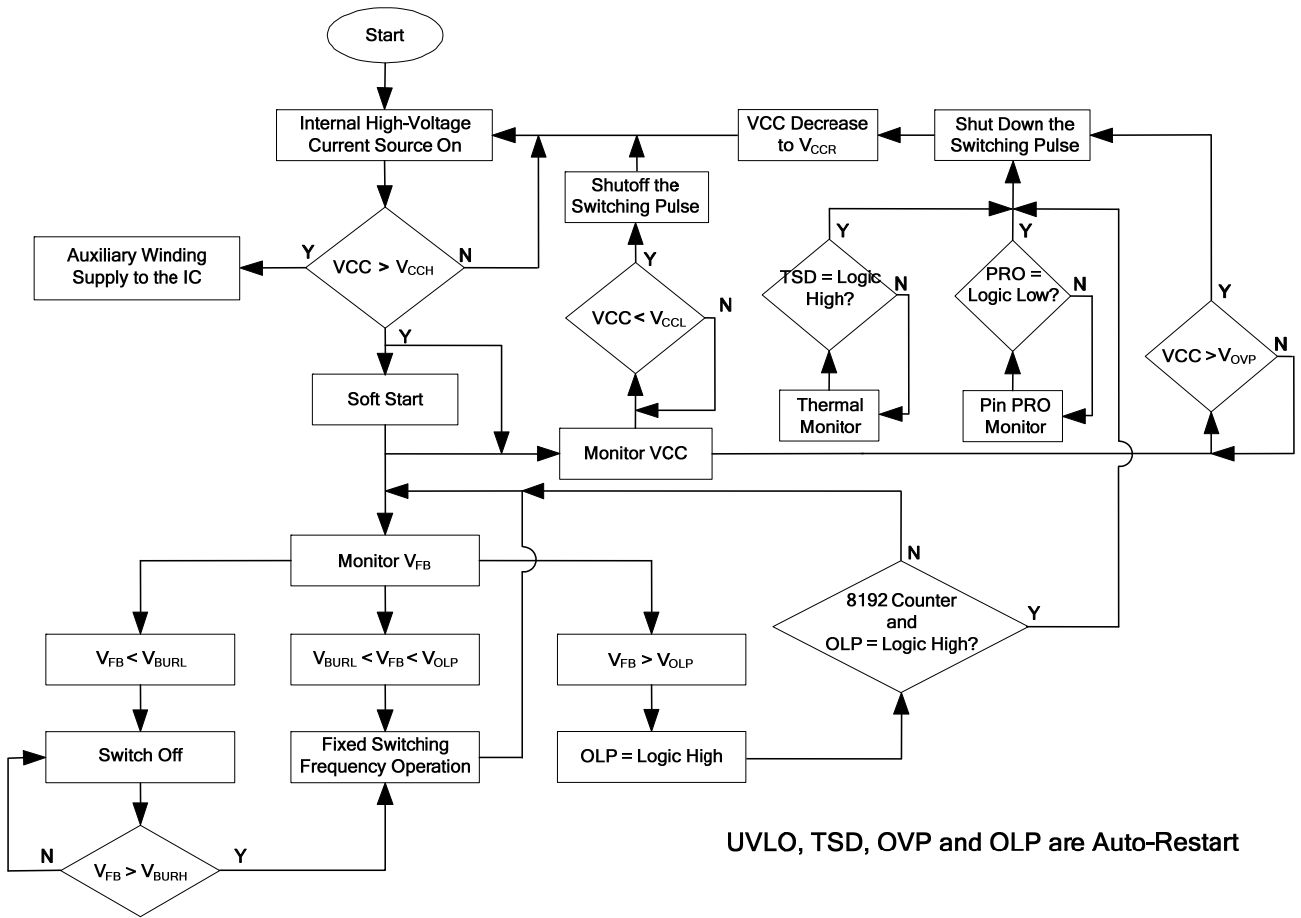 Start
Internal High-Voltage
Current Source On
VCC Decrease
to VCCR
Shut Down the
Switching Pulse
Shutoff the
Switching Pulse
Auxiliary Winding
Supply to the IC
Y
VCC > VCCH
N
Y
Y
VCC < VCCL
N
Y
TSD = Logic
High?
N
Y
PRO =
Logic Low?
N
Y
VCC > VOVP
N
Soft Start
Thermal
Monitor
Pin PRO
Monitor
Monitor VCC
Monitor VFB
N
8192 Counter
and
OLP = Logic High?
Y
VFB < VBURL
VBURL < VFB < VOLP
VFB > VOLP
Switch Off
Fixed Switching
Frequency Operation
OLP = Logic High
N
VFB > VBURH
Y
UVLO, TSD, OVP and OLP are Auto-Restart